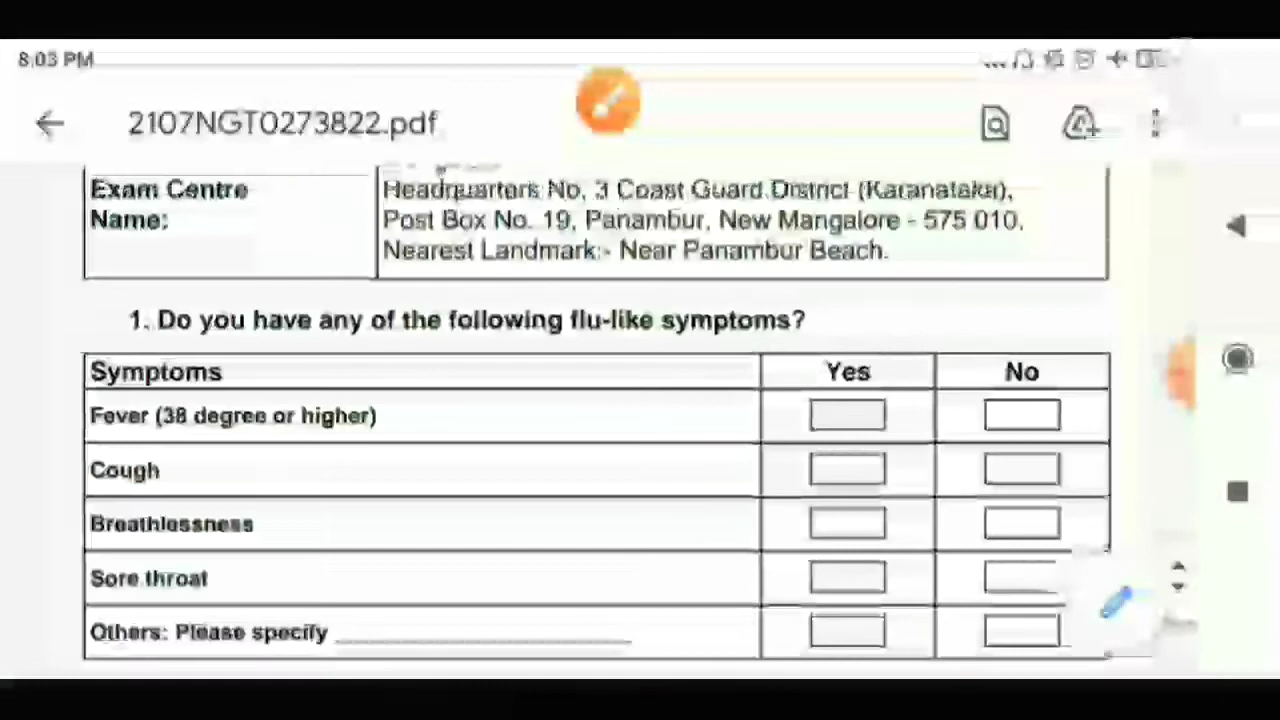 8:03 PM
2107NGT0273822.pdf
Exam Centre
Name:
Headquarters No. 3 Coast Guard District (Karanataka),
Post Box No. 19, Panambur, New Mangalore - 575 010.
Nearest Landmark:- Near Panambur Beach.
1. Do you have any of the following flu-like symptoms?
Symptoms Yes No
Fever (38 degree or higher)
Cough
Breathlessness
Sore throat
Others: Please specify